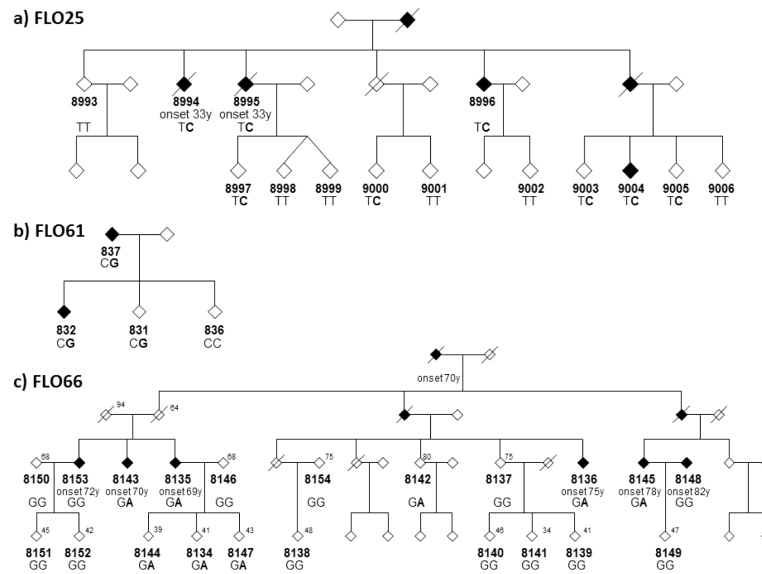 a) FLO25
8993 8994 8995 8996
onset 33y onset 33y
TT TC TC TC
8997 8998 8999 9000 9001 9002 9003 9004 9005 9006
TC TT TT TC TT TT TC TC TC TT
b) FLO61
837
CG
832 831 836
CG CG CC
onset 70y
c) FLO66
94 64
68 68 75 80 75
8150 8153 8143 8135 8146 8154 8142 8137 8136 8145 8148
onset 72y onset 70y onset 69y onset 75y onset 78y onset 82y
GG GG GA GA GG GG GA GG GA GA GG
45 42 39 41 43 48 46 34 41 47
8151 8152 8144 8134 8147 8138 8140 8141 8139 8149
GG GG GA GA GA GG GG GG GG GG